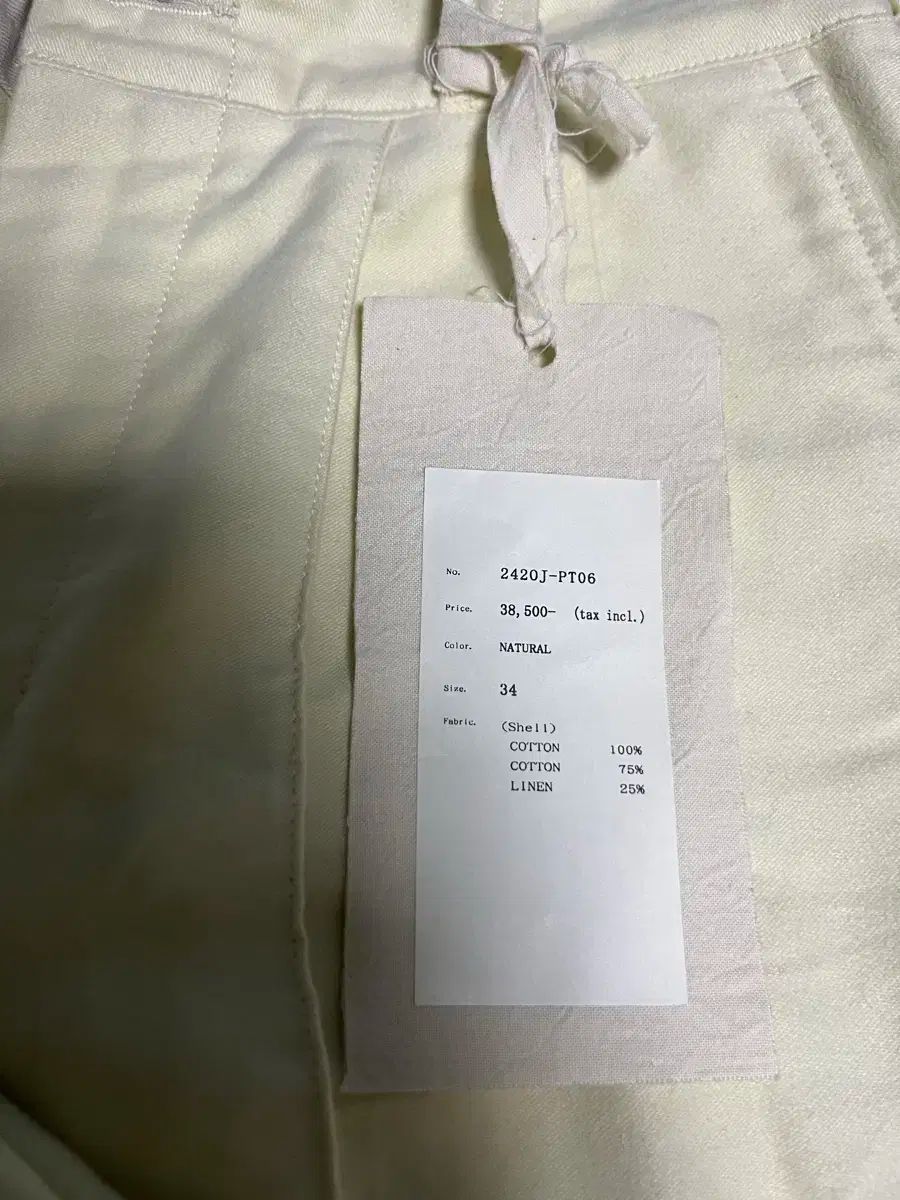 No. 2420J-PT06
Price. 38,500- (tax incl.)
Color. NATURAL
Size. 34
Fabric. (Shell)
COTTON 100%
COTTON 75%
LINEN 25%